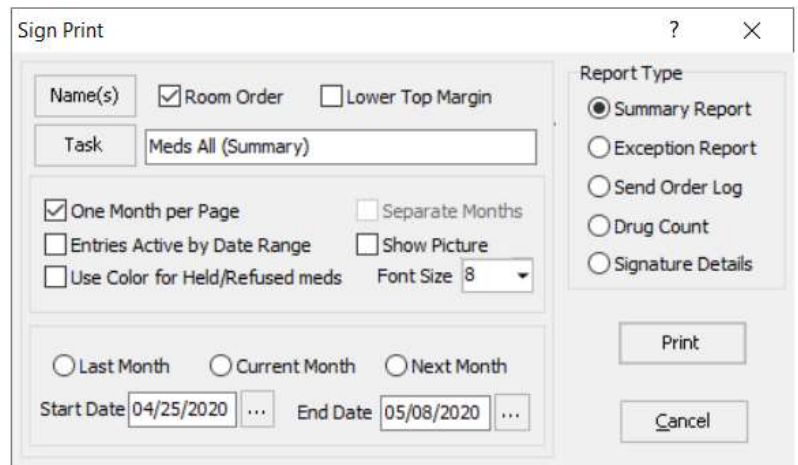 Sign Print
Name(s) Room Order Lower Top Margin
Task Meds All (Summary)
One Month per Page Separate Months
Entries Active by Date Range Show Picture
Use Color for Held/Refused meds Font Size 8
Last Month Current Month Next Month
Start Date 04/25/2020 ... End Date 05/08/2020 ...
Report Type
Summary Report
Exception Report
Send Order Log
Drug Count
Signature Details
Print
Cancel